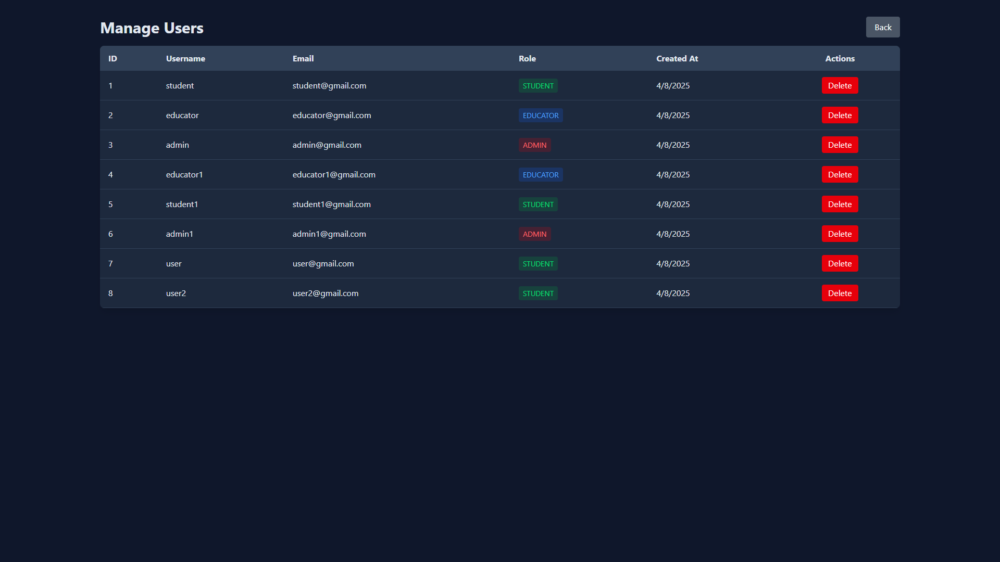 Manage Users
Back
ID Username Email Role Created At Actions
1 student student@gmail.com STUDENT 4/8/2025 Delete
2 educator educator@gmail.com EDUCATOR 4/8/2025 Delete
3 admin admin@gmail.com ADMIN 4/8/2025 Delete
4 educator1 educator1@gmail.com EDUCATOR 4/8/2025 Delete
5 student1 student1@gmail.com STUDENT 4/8/2025 Delete
6 admin1 admin1@gmail.com ADMIN 4/8/2025 Delete
7 user user@gmail.com STUDENT 4/8/2025 Delete
8 user2 user2@gmail.com STUDENT 4/8/2025 Delete